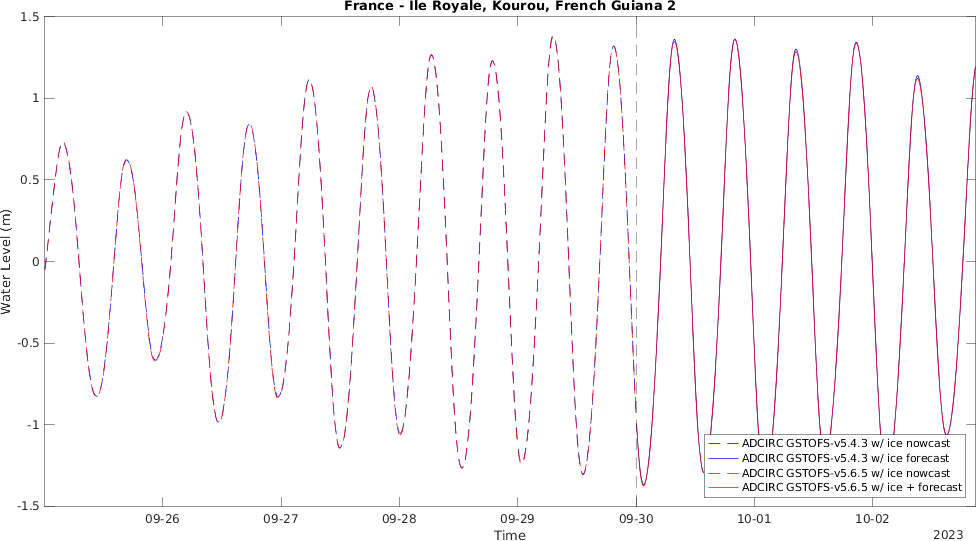 France - Ile Royale, Kourou, French Guiana 2
1.5
1
0.5
0
-0.5
-1
-1.5
Water Level (m)
09-26 09-27 09-28 09-29 09-30 10-01 10-02
Time
2023
ADCIRC GSTOFS-v5.4.3 w/ ice nowcast
ADCIRC GSTOFS-v5.4.3 w/ ice forecast
ADCIRC GSTOFS-v5.6.5 w/ ice nowcast
ADCIRC GSTOFS-v5.6.5 w/ ice + forecast